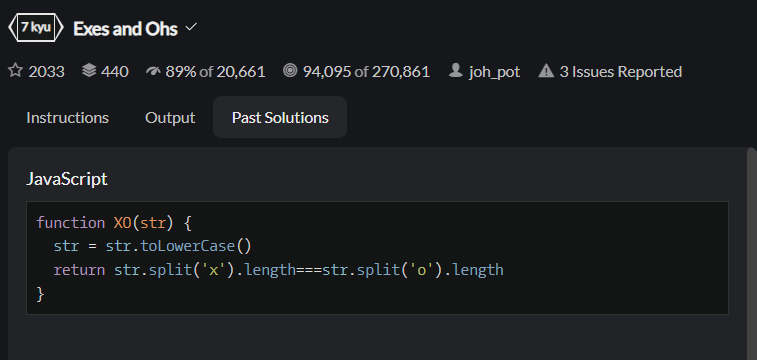 7 kyu Exes and Ohs
2033 440 89% of 20,661 94,095 of 270,861 joh_pot 3 Issues Reported
Instructions Output Past Solutions
JavaScript
function XO(str) {
  str = str.toLowerCase()
  return str.split('x').length===str.split('o').length
}